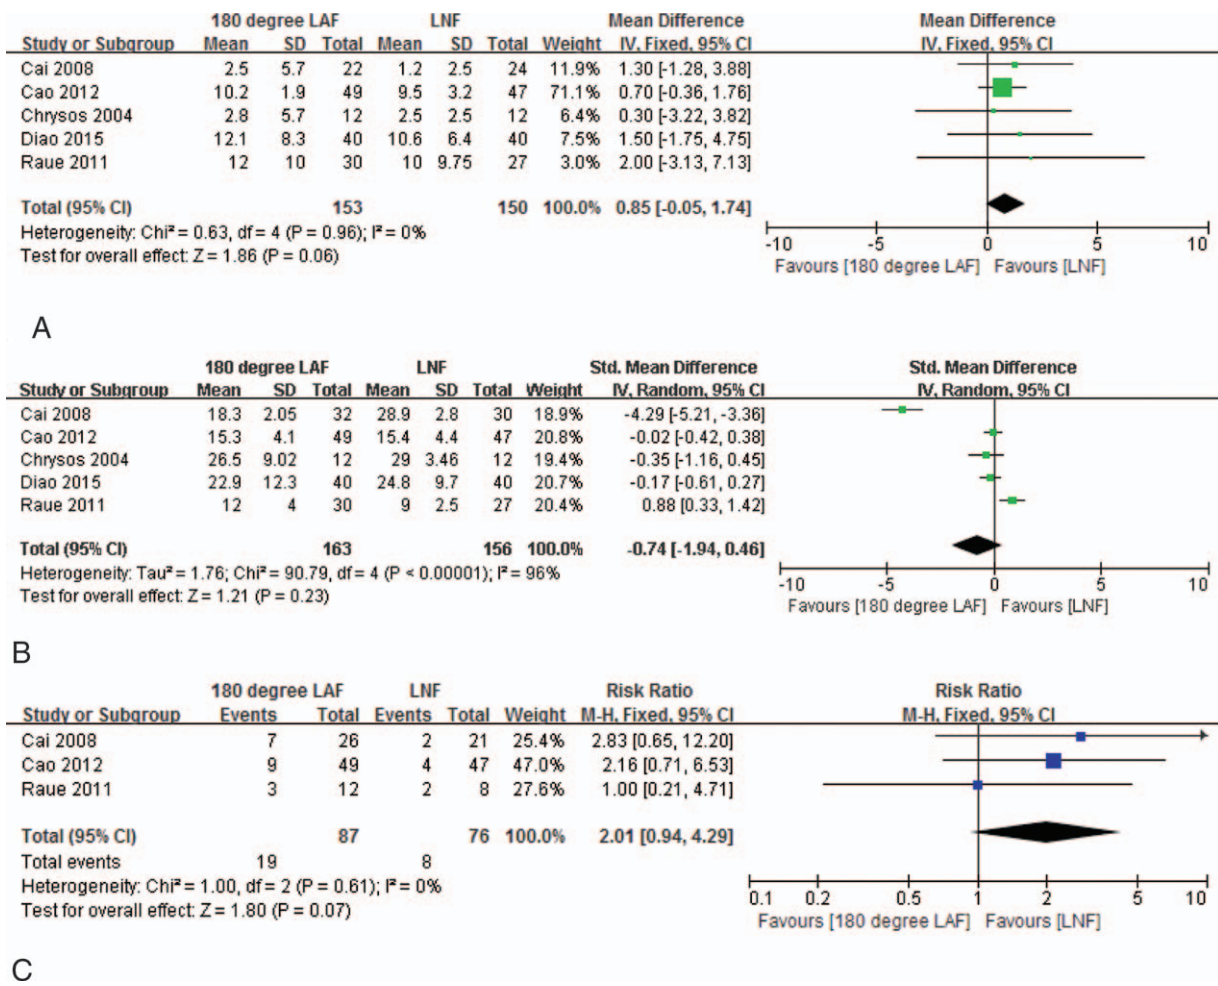 180 degree LAF LNF Mean Difference Mean Difference
Study or Subgroup Mean SD Total Mean SD Total Weight IV, Fixed, 95% CI IV, Fixed, 95% CI
Cai 2008 2.5 5.7 22 1.2 2.5 24 11.9% 1.30 [-1.28, 3.88]
Cao 2012 10.2 1.9 49 9.5 3.2 47 71.1% 0.70 [-0.36, 1.76]
Chrysos 2004 2.8 5.7 12 2.5 2.5 12 6.4% 0.30 [-3.22, 3.82]
Diao 2015 12.1 8.3 40 10.6 6.4 40 7.5% 1.50 [-1.75, 4.75]
Raue 2011 12 10 30 10 9.75 27 3.0% 2.00 [-3.13, 7.13]
Total (95% CI) 153 150 100.0% 0.85 [-0.05, 1.74]
Heterogeneity: Chi² = 0.63, df = 4 (P = 0.96); I² = 0%
Test for overall effect: Z = 1.86 (P = 0.06)
-10 -5 0 5 10
Favours [180 degree LAF] Favours [LNF]
A
180 degree LAF LNF Std. Mean Difference Std. Mean Difference
Study or Subgroup Mean SD Total Mean SD Total Weight IV, Random, 95% CI IV, Random, 95% CI
Cai 2008 18.3 2.05 32 28.9 2.8 30 18.9% -4.29 [-5.21, -3.36]
Cao 2012 15.3 4.1 49 15.4 4.4 47 20.8% -0.02 [-0.42, 0.38]
Chrysos 2004 26.5 9.02 12 29 3.46 12 19.4% -0.35 [-1.16, 0.45]
Diao 2015 22.9 12.3 40 24.8 9.7 40 20.7% -0.17 [-0.61, 0.27]
Raue 2011 12 4 30 9 2.5 27 20.4% 0.88 [0.33, 1.42]
Total (95% CI) 163 156 100.0% -0.74 [-1.94, 0.46]
Heterogeneity: Tau² = 1.76; Chi² = 90.79, df = 4 (P < 0.00001); I² = 96%
Test for overall effect: Z = 1.21 (P = 0.23)
-10 -5 0 5 10
Favours [180 degree LAF] Favours [LNF]
B
180 degree LAF LNF Risk Ratio Risk Ratio
Study or Subgroup Events Total Events Total Weight M-H, Fixed, 95% CI M-H, Fixed, 95% CI
Cai 2008 7 26 2 21 25.4% 2.83 [0.65, 12.20]
Cao 2012 9 49 4 47 47.0% 2.16 [0.71, 6.53]
Raue 2011 3 12 2 8 27.6% 1.00 [0.21, 4.71]
Total (95% CI) 87 76 100.0% 2.01 [0.94, 4.29]
Total events 19 8
Heterogeneity: Chi² = 1.00, df = 2 (P = 0.61); I² = 0%
Test for overall effect: Z = 1.80 (P = 0.07)
0.1 0.2 0.5 1 2 5 10
Favours [180 degree LAF] Favours [LNF]
C